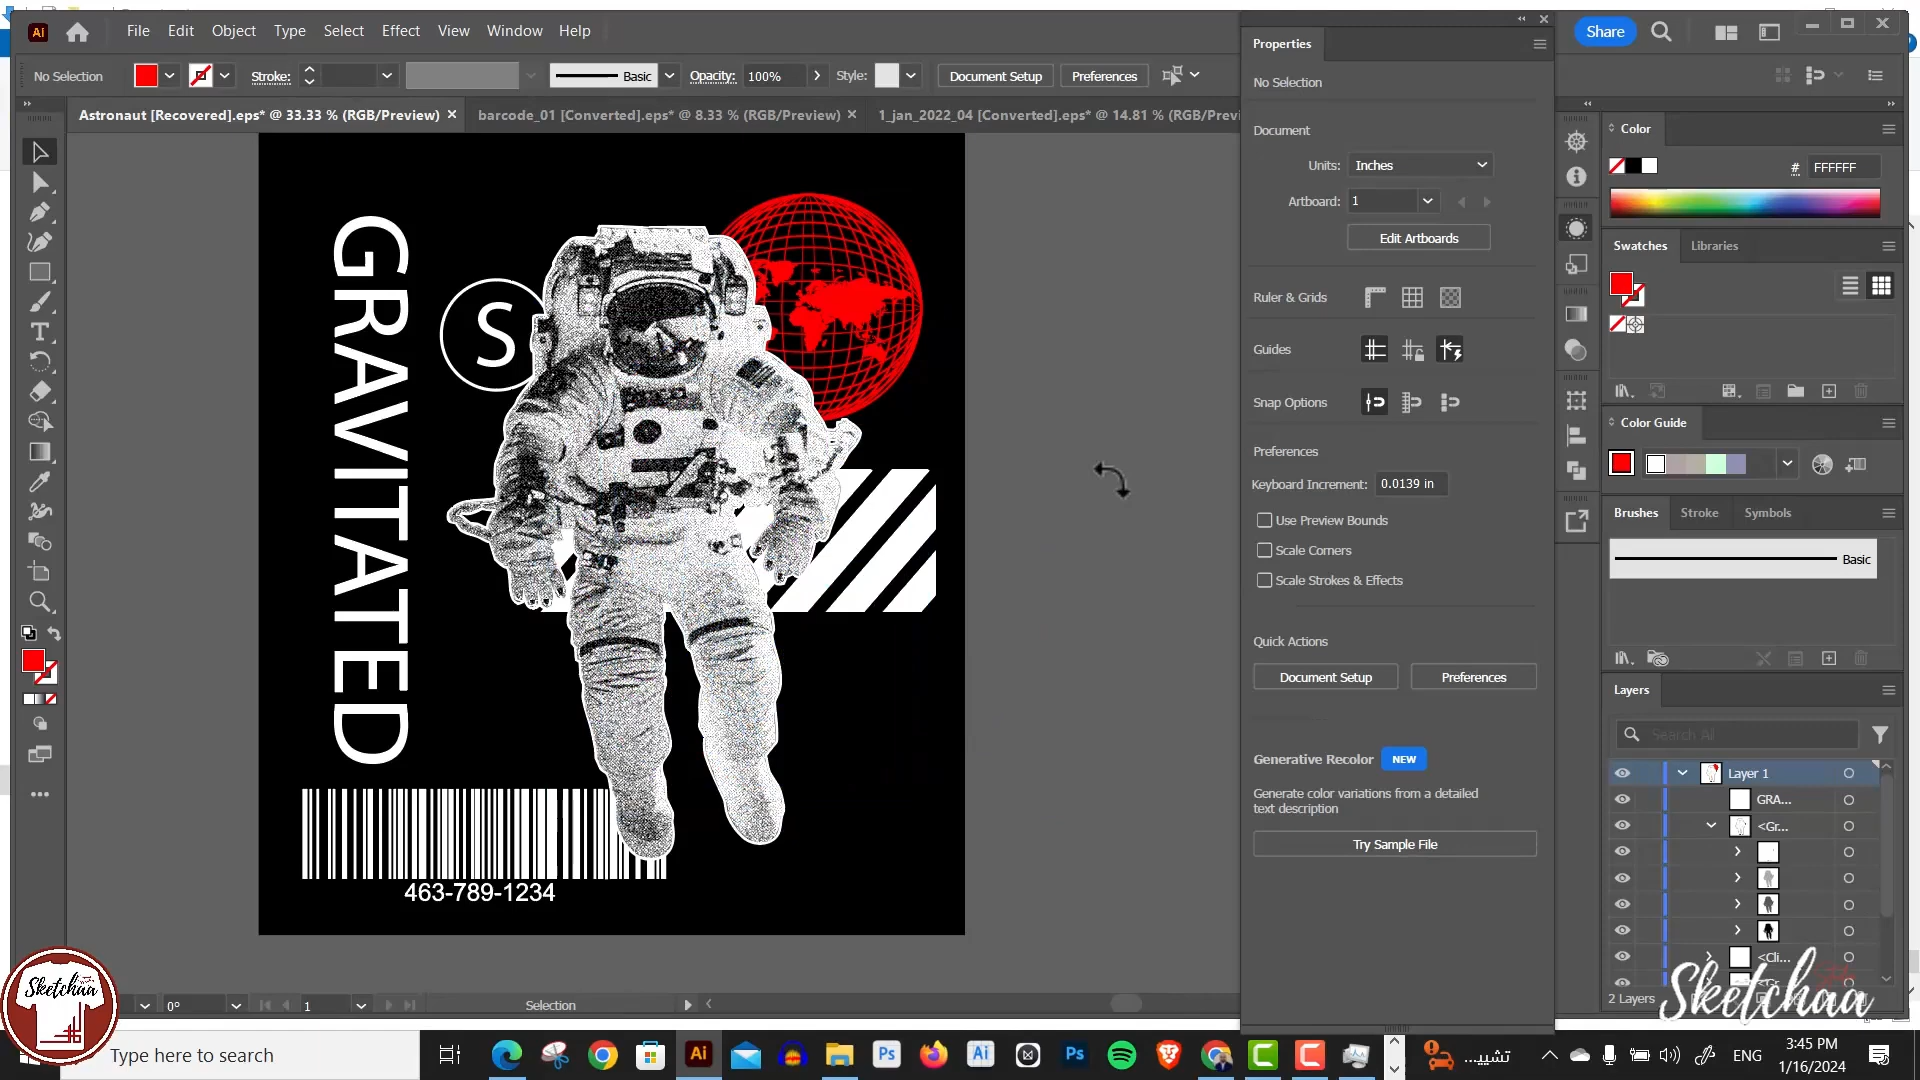 Ai File Edit Object Type Select Effect View Window Help
Share
No Selection Stroke: Basic Opacity: 100% Style: Document Setup Preferences
Astronaut [Recovered].eps* @ 33.33 % (RGB/Preview) × barcode_01 [Converted].eps* @ 8.33 % (RGB/Preview) × 1_jan_2022_04 [Converted].eps* @ 14.81 % (RGB/Previ
GRAVITATED
S
463-789-1234
Properties
No Selection
Document
Units: Inches
Artboard: 1
Edit Artboards
Ruler & Grids
Guides
Snap Options
Preferences
Keyboard Increment: 0.0139 in
Use Preview Bounds
Scale Corners
Scale Strokes & Effects
Quick Actions
Document Setup Preferences
Generative Recolor NEW
Generate color variations from a detailed
text description
Try Sample File
Color
# FFFFFF
Swatches Libraries
Color Guide
Brushes Stroke Symbols
Basic
Layers
Search All
Layer 1
GRA...
<Gr...
<Cli...
<Gr...
2 Layers
Sketchaa
0° 1 Selection
Sketchaa
Type here to search
Ai Ps Ai Ps
تشيبـ...
ENG
3:45 PM
1/16/2024